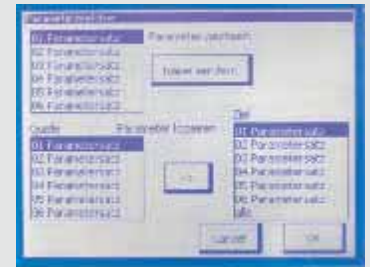 01 Parametersatz
02 Parametersatz
03 Parametersatz
04 Parametersatz
05 Parametersatz
06 Parametersatz
Quelle
Parameter kopieren
Ziel
01 Parametersatz
02 Parametersatz
03 Parametersatz
04 Parametersatz
05 Parametersatz
06 Parametersatz
01 Parametersatz
02 Parametersatz
03 Parametersatz
04 Parametersatz
05 Parametersatz
06 Parametersatz
alle
Cancel
OK